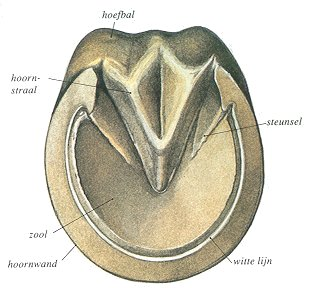 hoefbal
hoorn-
straal
steunsel
zool
hoornwand
witte lijn